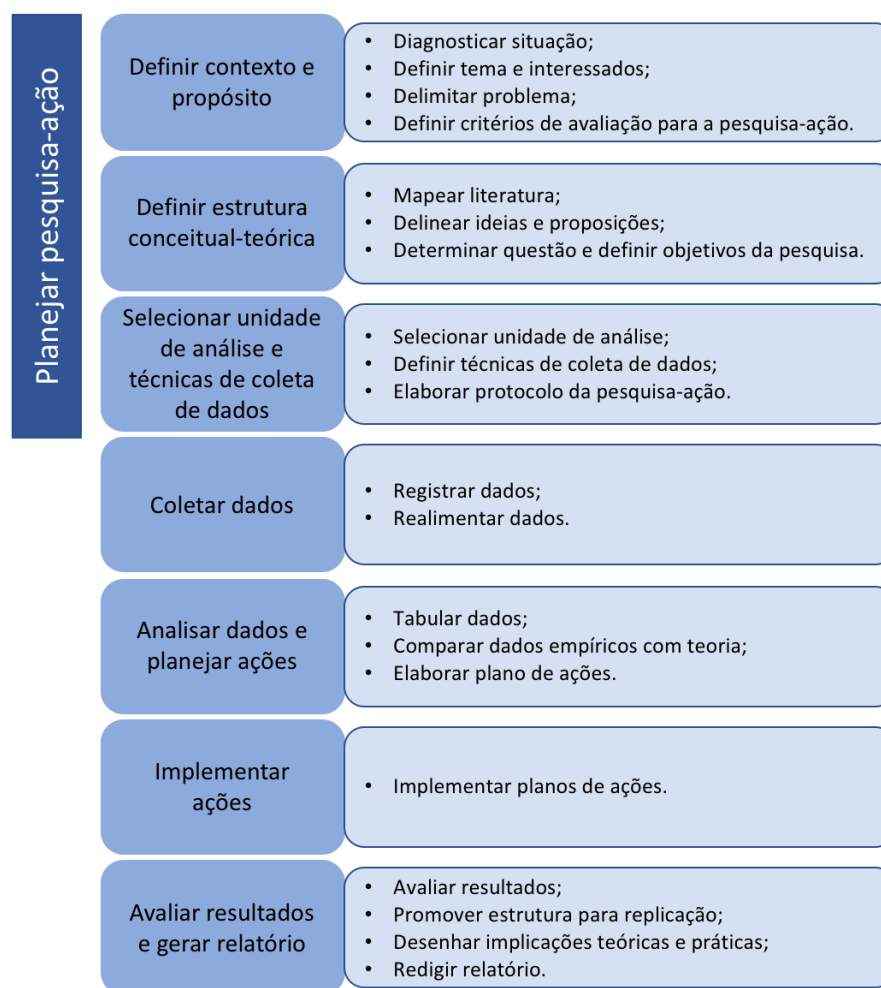 Planejar pesquisa-ação
Definir contexto e
propósito
• Diagnosticar situação;
• Definir tema e interessados;
• Delimitar problema;
• Definir critérios de avaliação para a pesquisa-ação.
Definir estrutura
conceitual-teórica
• Mapear literatura;
• Delinear ideias e proposições;
• Determinar questão e definir objetivos da pesquisa.
Selecionar unidade
de análise e
técnicas de coleta
de dados
• Selecionar unidade de análise;
• Definir técnicas de coleta de dados;
• Elaborar protocolo da pesquisa-ação.
Coletar dados
• Registrar dados;
• Realimentar dados.
Analisar dados e
planejar ações
• Tabular dados;
• Comparar dados empíricos com teoria;
• Elaborar plano de ações.
Implementar
ações
• Implementar planos de ações.
Avaliar resultados
e gerar relatório
• Avaliar resultados;
• Promover estrutura para replicação;
• Desenhar implicações teóricas e práticas;
• Redigir relatório.